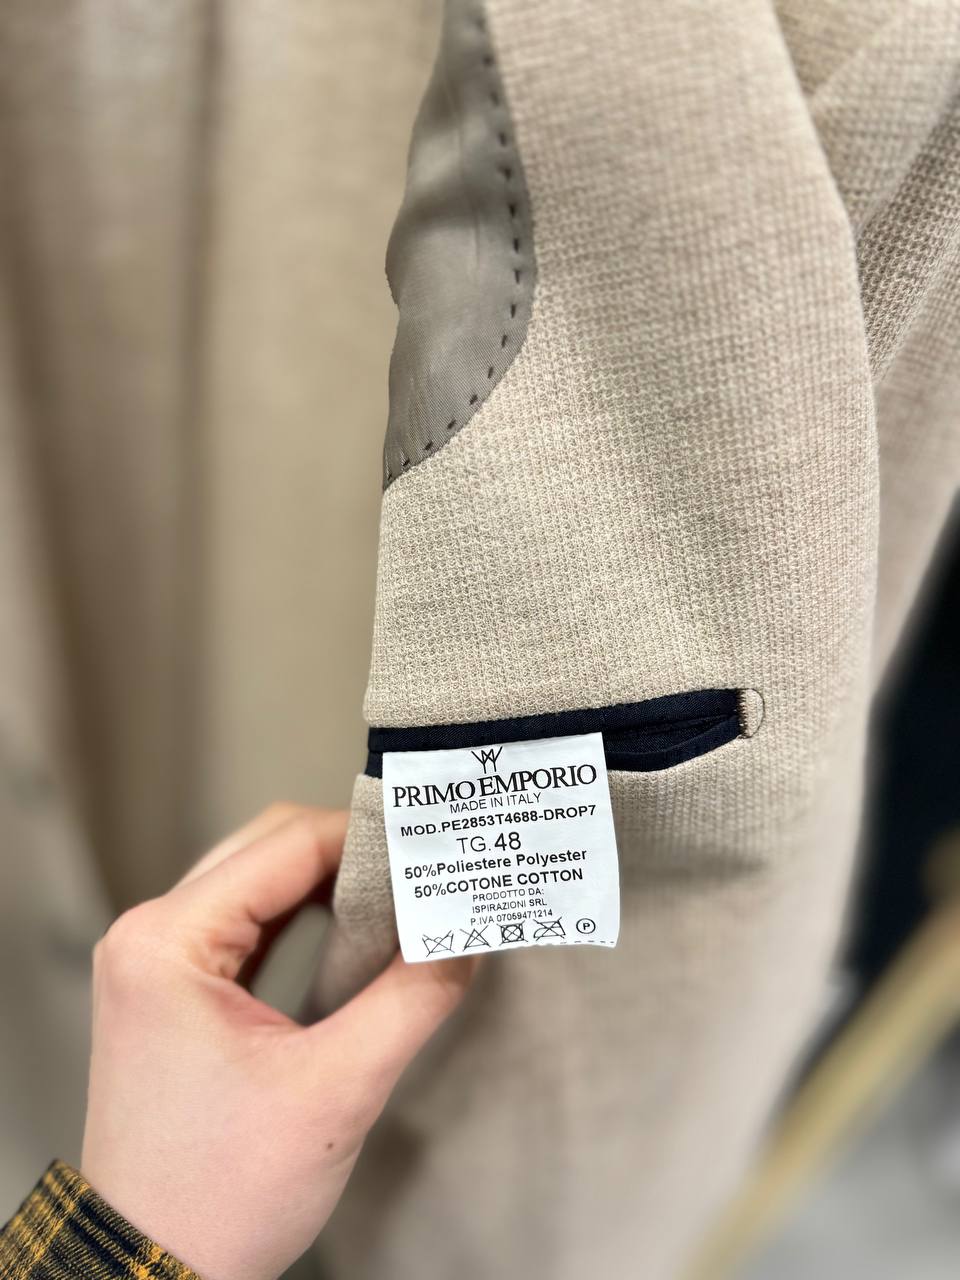 PRIMO EMPORIO
MADE IN ITALY
MOD.PE2853T4688-DROP7
TG.48
50%Poliestere Polyester
50%COTONE COTTON
PRODOTTO DA:
ISPIRAZIONI SRL
P.IVA 07059471214
P